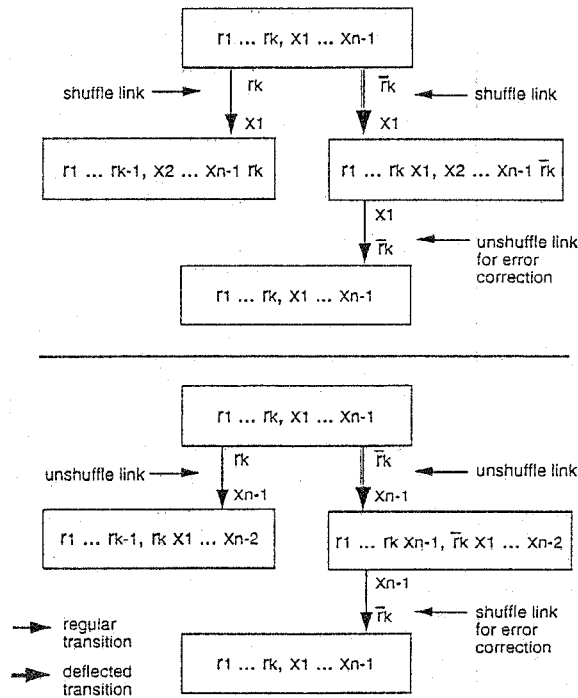 r1 ... rk, X1 ... Xn-1
shuffle link
rk
r̄k
shuffle link
X1
X1
r1 ... rk-1, X2 ... Xn-1 rk
r1 ... rk X1, X2 ... Xn-1 r̄k
X1
r̄k
unshuffle link
for error
correction
r1 ... rk, X1 ... Xn-1
r1 ... rk, X1 ... Xn-1
unshuffle link
rk
r̄k
unshuffle link
Xn-1
Xn-1
r1 ... rk-1, rk X1 ... Xn-2
r1 ... rk Xn-1, r̄k X1 ... Xn-2
Xn-1
r̄k
shuffle link
for error
correction
regular
transition
r1 ... rk, X1 ... Xn-1
deflected
transition